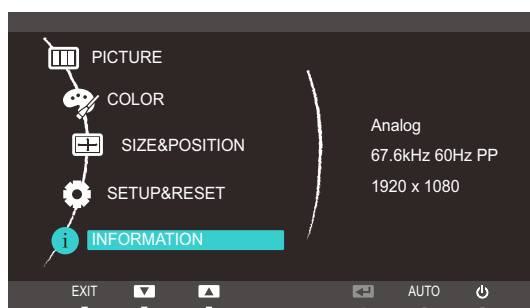 PICTURE
COLOR
SIZE&POSITION
SETUP&RESET
INFORMATION
Analog
67.6kHz 60Hz PP
1920 x 1080
EXIT
AUTO